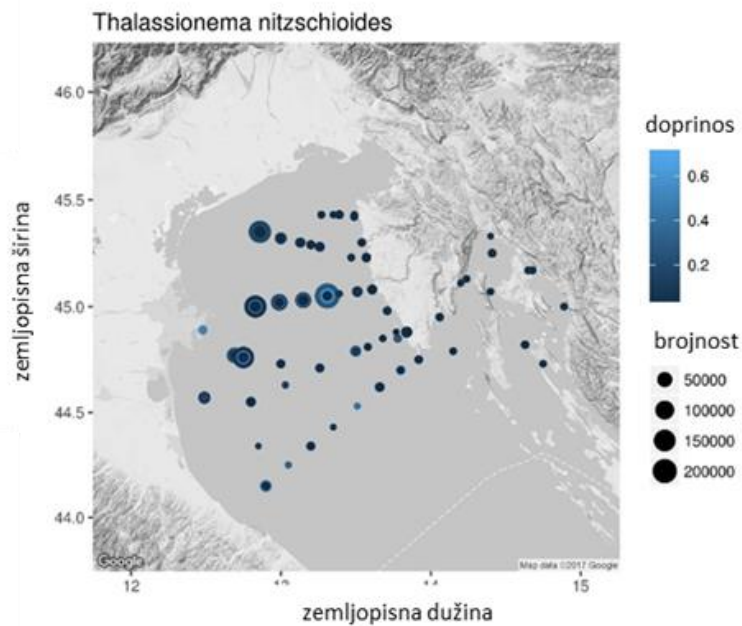 Thalassionema nitzschioides
46.0
45.5
45.0
44.5
44.0
zemljopisna širina
12
13
14
15
zemljopisna dužina
Google
Map data ©2017 Google
doprinos
0.6
0.4
0.2
brojnost
50000
100000
150000
200000